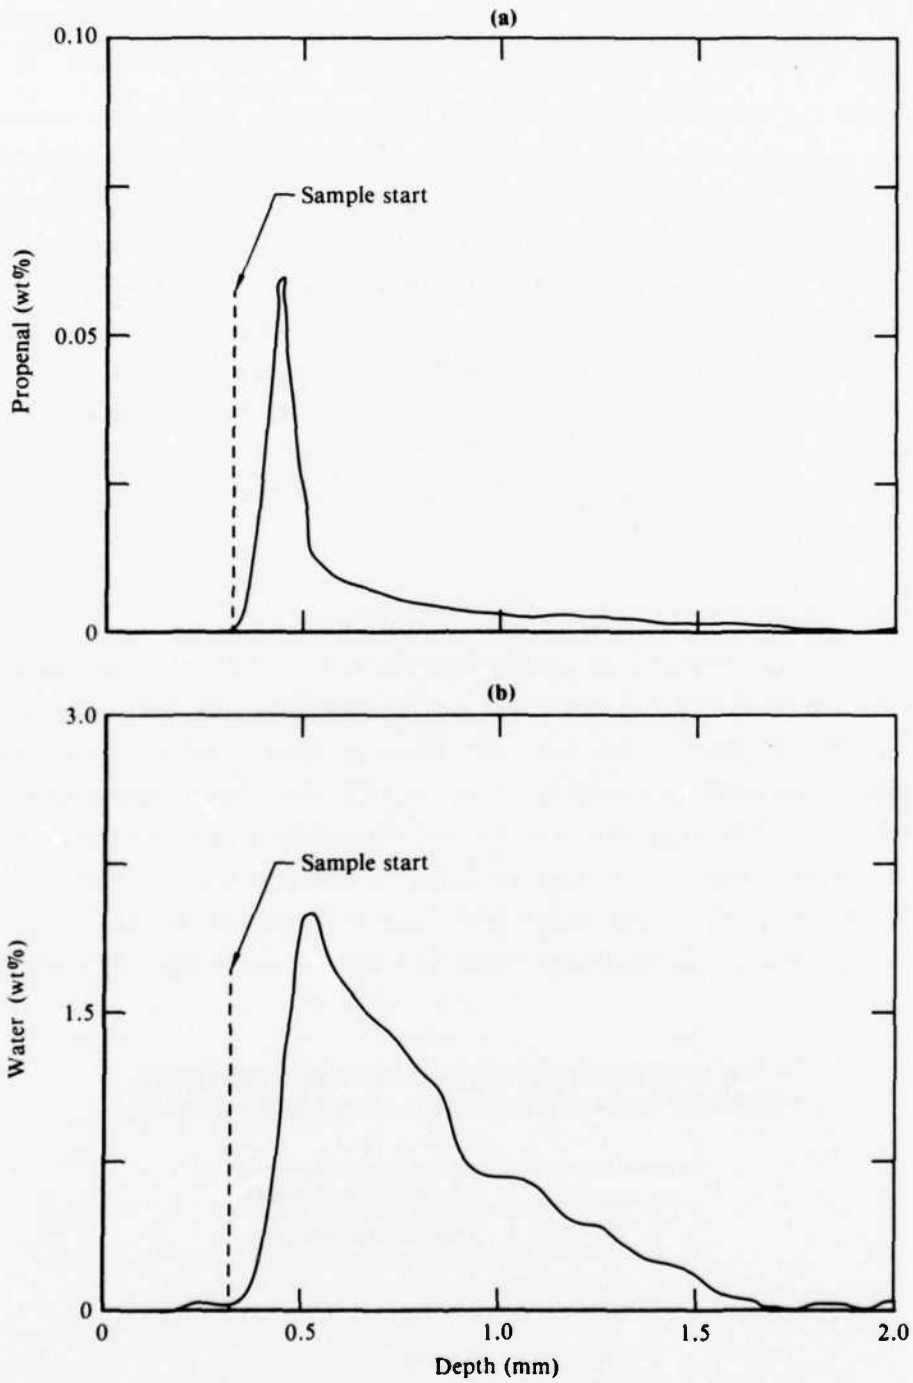 (a)
0.10
Sample start
Propenal (wt%)
0.05
0
(b)
3.0
Sample start
Water (wt%)
1.5
0
0 0.5 1.0 1.5 2.0
Depth (mm)